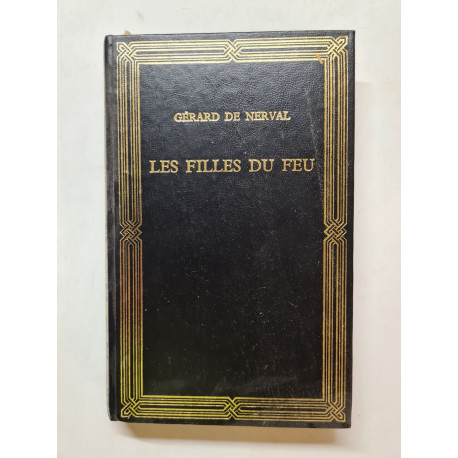 GÉRARD DE NERVAL
LES FILLES DU FEU